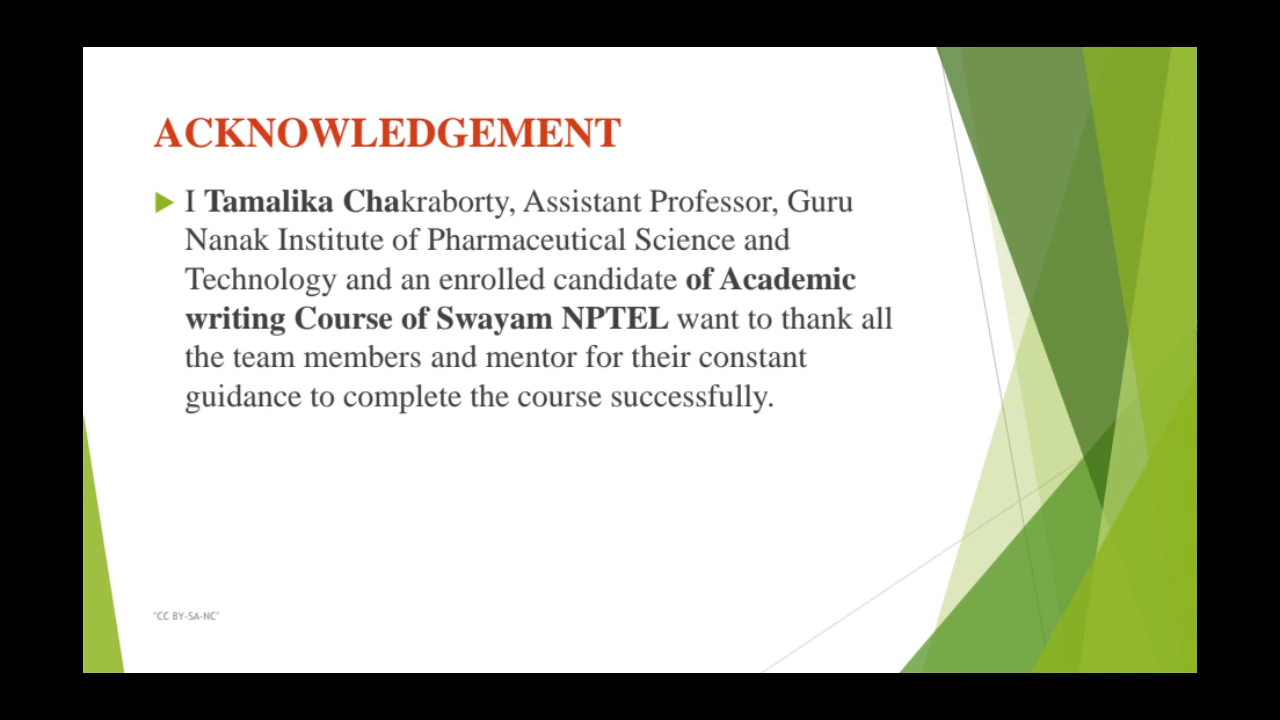 ACKNOWLEDGEMENT
I Tamalika Chakraborty, Assistant Professor, Guru
Nanak Institute of Pharmaceutical Science and
Technology and an enrolled candidate of Academic
writing Course of Swayam NPTEL want to thank all
the team members and mentor for their constant
guidance to complete the course successfully.
"CC BY-SA-NC"